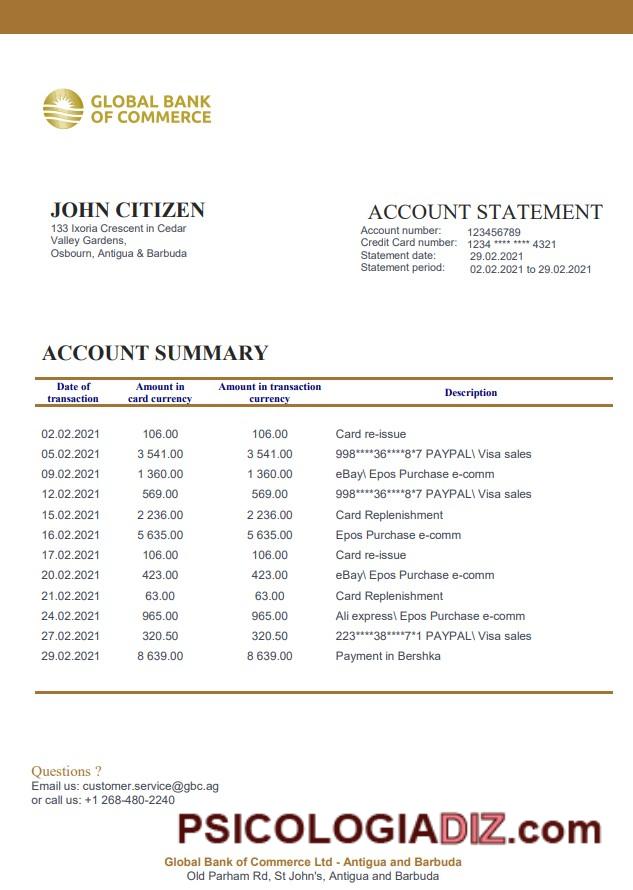 GLOBAL BANK
OF COMMERCE
JOHN CITIZEN
133 Ixoria Crescent in Cedar
Valley Gardens,
Osbourn, Antigua & Barbuda
ACCOUNT STATEMENT
Account number: 123456789
Credit Card number: 1234 **** **** 4321
Statement date: 29.02.2021
Statement period: 02.02.2021 to 29.02.2021
ACCOUNT SUMMARY
Date of transaction Amount in card currency Amount in transaction currency Description
02.02.2021 106.00 106.00 Card re-issue
05.02.2021 3 541.00 3 541.00 998****36****8*7 PAYPAL\ Visa sales
09.02.2021 1 360.00 1 360.00 eBay\ Epos Purchase e-comm
12.02.2021 569.00 569.00 998****36****8*7 PAYPAL\ Visa sales
15.02.2021 2 236.00 2 236.00 Card Replenishment
16.02.2021 5 635.00 5 635.00 Epos Purchase e-comm
17.02.2021 106.00 106.00 Card re-issue
20.02.2021 423.00 423.00 eBay\ Epos Purchase e-comm
21.02.2021 63.00 63.00 Card Replenishment
24.02.2021 965.00 965.00 Ali express\ Epos Purchase e-comm
27.02.2021 320.50 320.50 223****38****7*1 PAYPAL\ Visa sales
29.02.2021 8 639.00 8 639.00 Payment in Bershka
Questions ?
Email us: customer.service@gbc.ag
or call us: +1 268-480-2240
PSICOLOGIADIZ.com
Global Bank of Commerce Ltd - Antigua and Barbuda
Old Parham Rd, St John's, Antigua and Barbuda